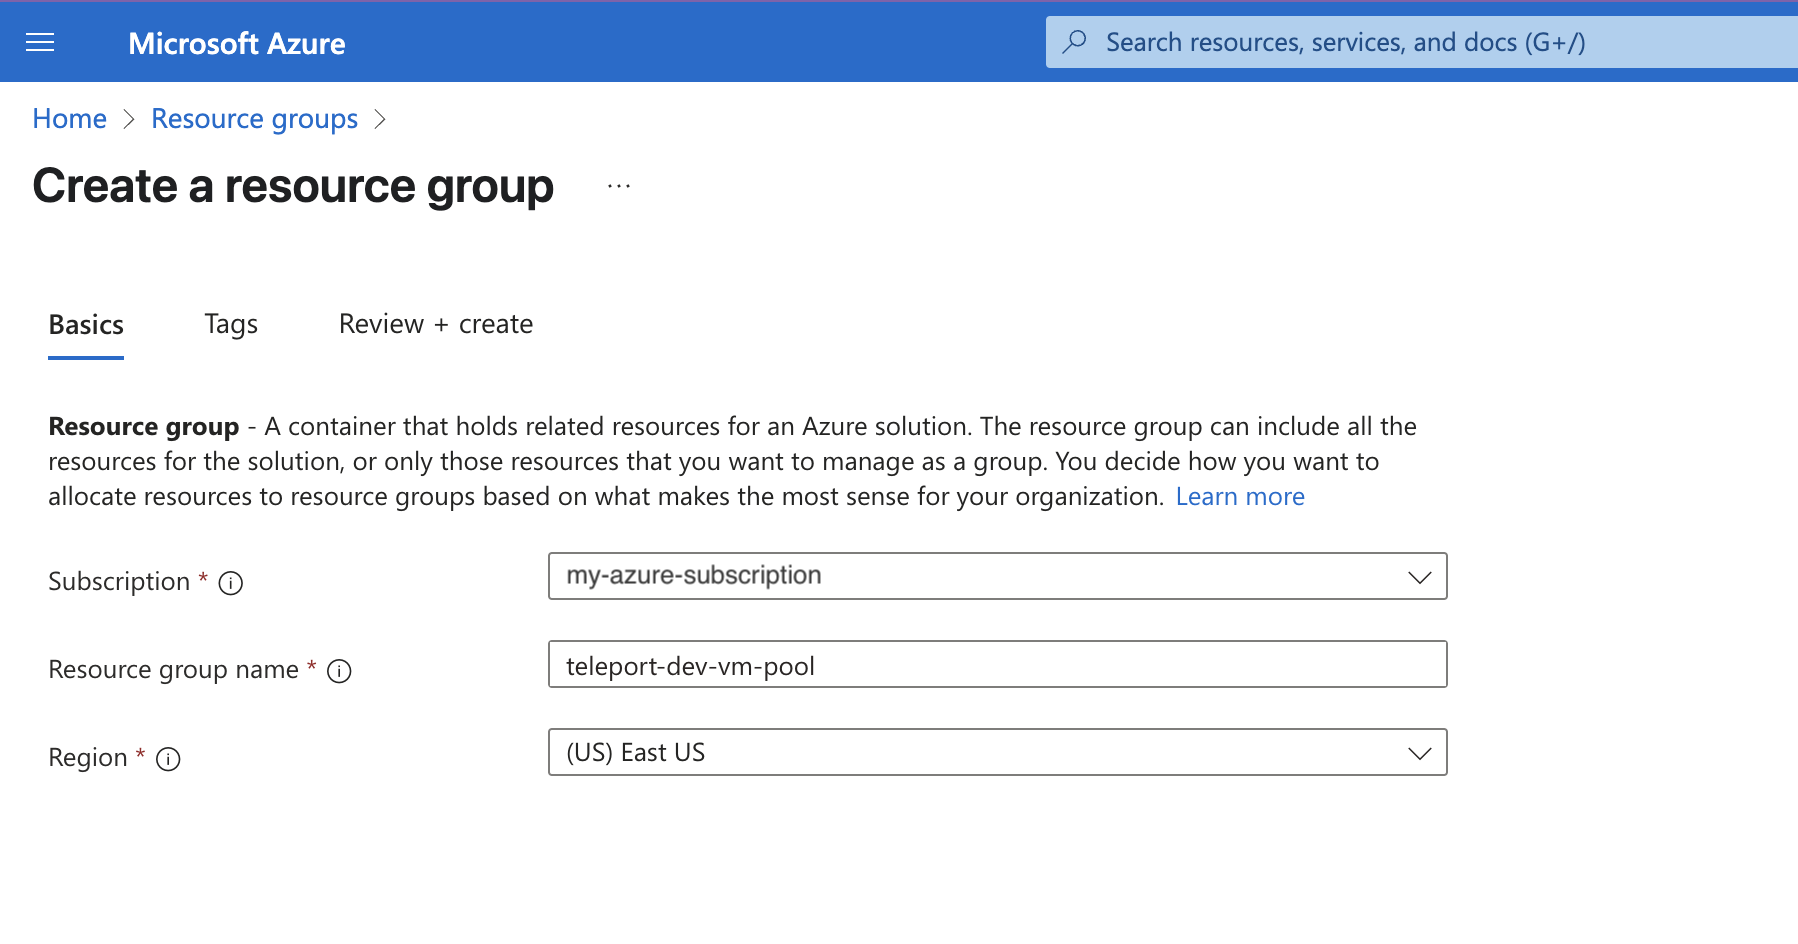 Microsoft Azure
Search resources, services, and docs (G+/)
Home > Resource groups >
Create a resource group ...
Basics Tags Review + create
Resource group - A container that holds related resources for an Azure solution. The resource group can include all the
resources for the solution, or only those resources that you want to manage as a group. You decide how you want to
allocate resources to resource groups based on what makes the most sense for your organization. Learn more
Subscription * my-azure-subscription
Resource group name * teleport-dev-vm-pool
Region * (US) East US